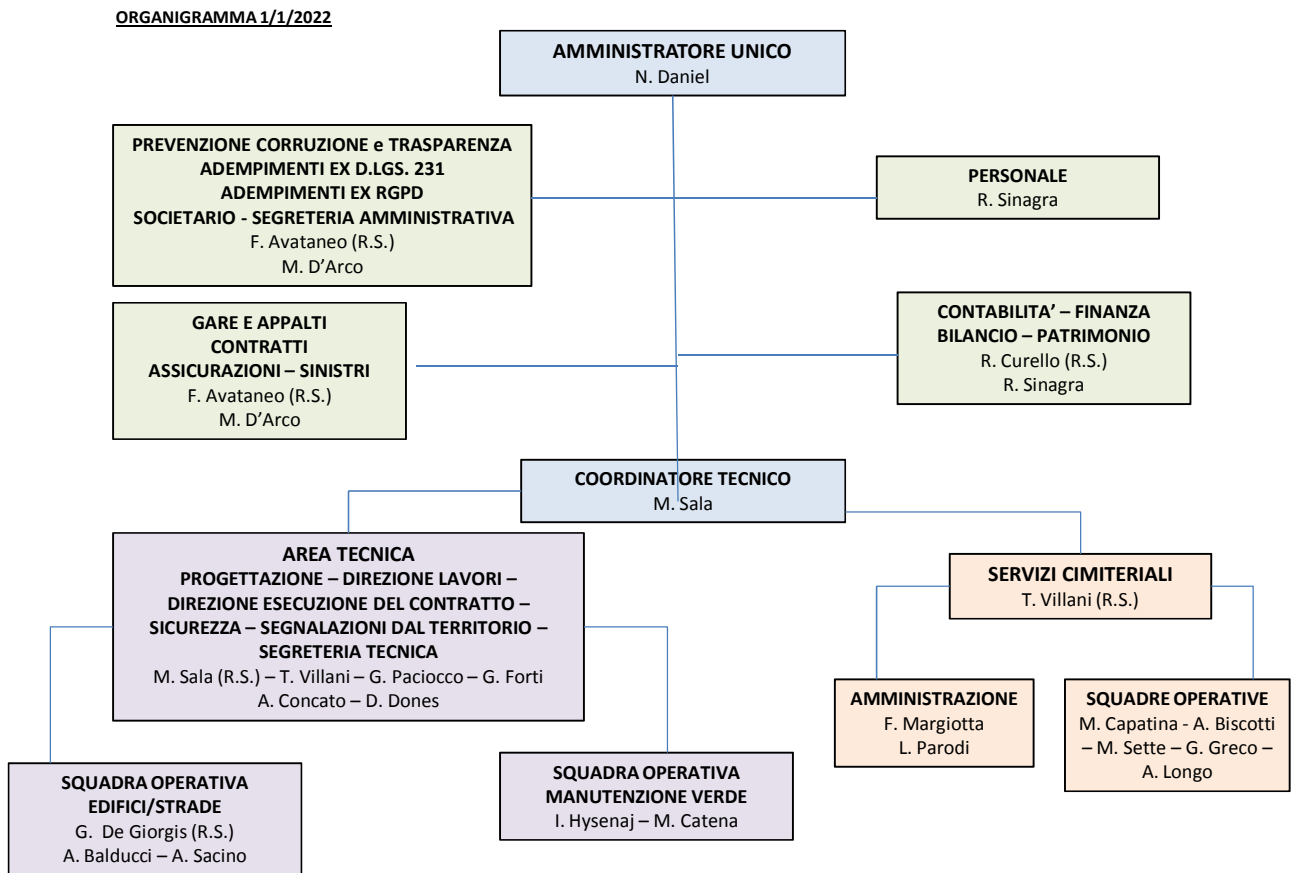 ORGANIGRAMMA 1/1/2022
AMMINISTRATORE UNICO
N. Daniel
PREVENZIONE CORRUZIONE e TRASPARENZA
ADEMPIMENTI EX D.LGS. 231
ADEMPIMENTI EX RGPD
SOCIETARIO - SEGRETERIA AMMINISTRATIVA
F. Avataneo (R.S.)
M. D’Arco
PERSONALE
R. Sinagra
GARE E APPALTI
CONTRATTI
ASSICURAZIONI – SINISTRI
F. Avataneo (R.S.)
M. D’Arco
CONTABILITA’ – FINANZA
BILANCIO – PATRIMONIO
R. Curello (R.S.)
R. Sinagra
COORDINATORE TECNICO
M. Sala
AREA TECNICA
PROGETTAZIONE – DIREZIONE LAVORI –
DIREZIONE ESECUZIONE DEL CONTRATTO –
SICUREZZA – SEGNALAZIONI DAL TERRITORIO –
SEGRETERIA TECNICA
M. Sala (R.S.) – T. Villani – G. Paciocco – G. Forti
A. Concato – D. Dones
SERVIZI CIMITERIALI
T. Villani (R.S.)
AMMINISTRAZIONE
F. Margiotta
L. Parodi
SQUADRE OPERATIVE
M. Capatina - A. Biscotti
– M. Sette – G. Greco –
A. Longo
SQUADRA OPERATIVA
EDIFICI/STRADE
G. De Giorgis (R.S.)
A. Balducci – A. Sacino
SQUADRA OPERATIVA
MANUTENZIONE VERDE
I. Hysenaj – M. Catena